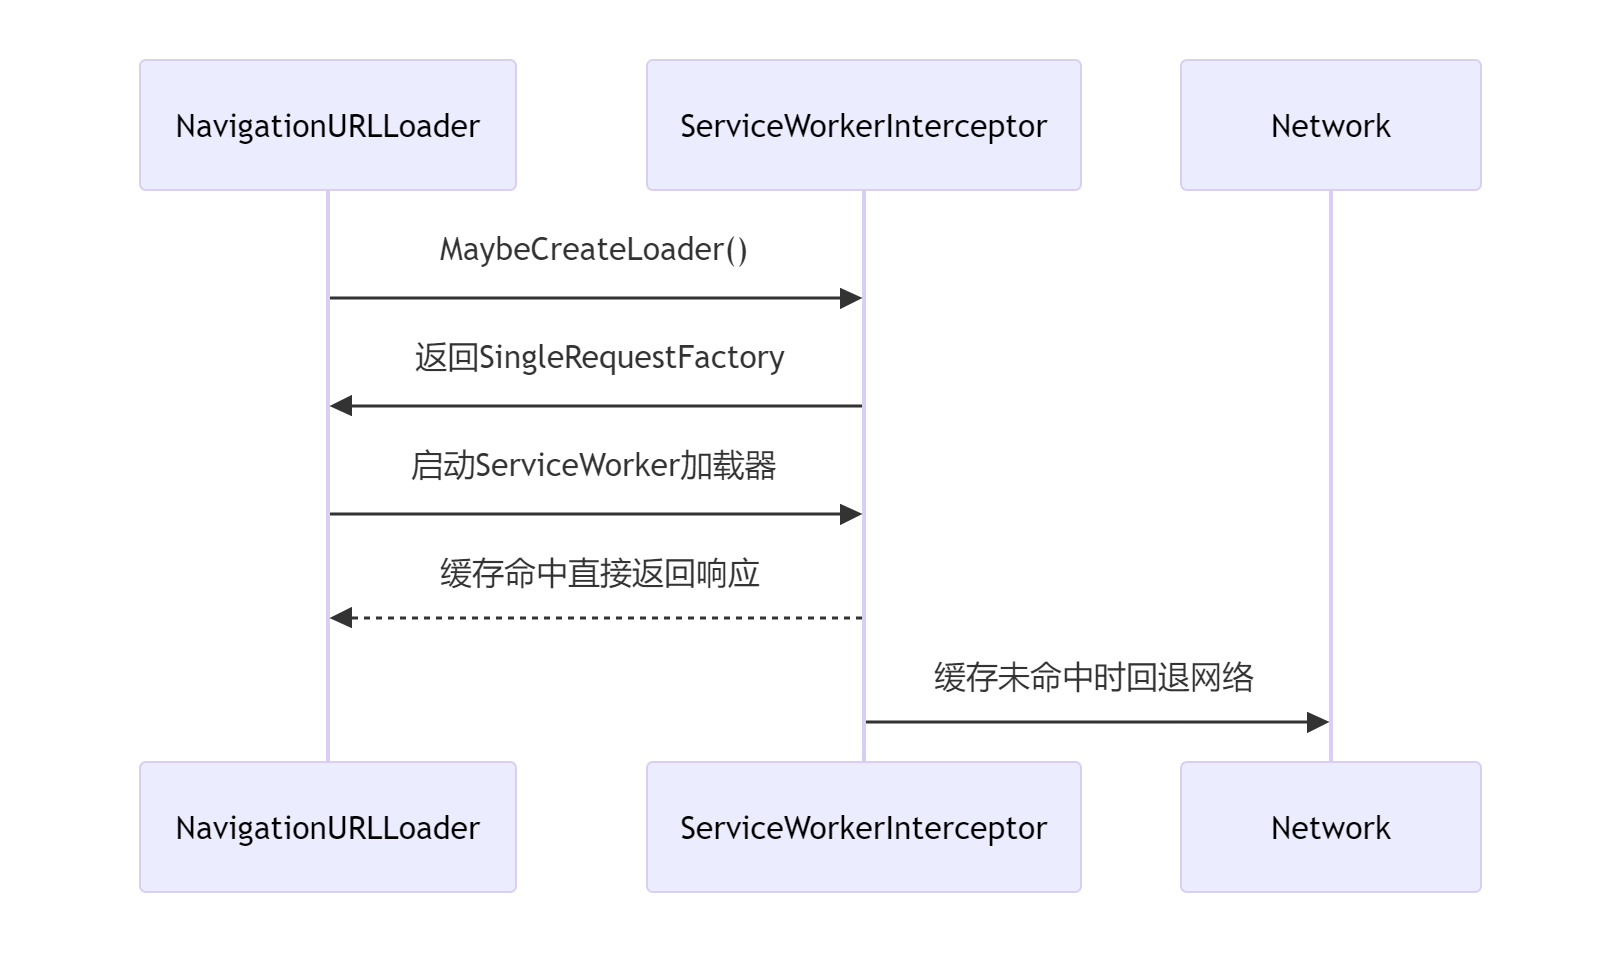 NavigationURLLoader
ServiceWorkerInterceptor
Network
MaybeCreateLoader()
返回SingleRequestFactory
启动ServiceWorker加载器
缓存命中直接返回响应
缓存未命中时回退网络
NavigationURLLoader
ServiceWorkerInterceptor
Network